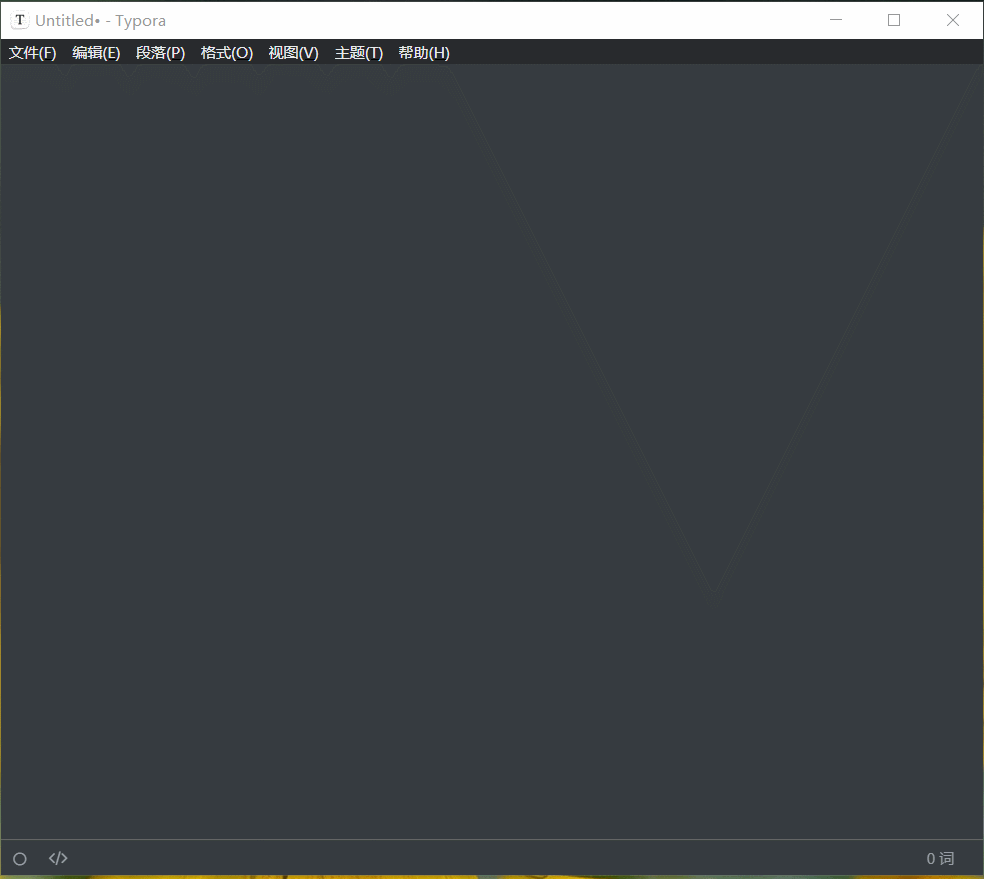 T Untitled• - Typora
文件(F) 编辑(E) 段落(P) 格式(O) 视图(V) 主题(T) 帮助(H)
</> 0 词